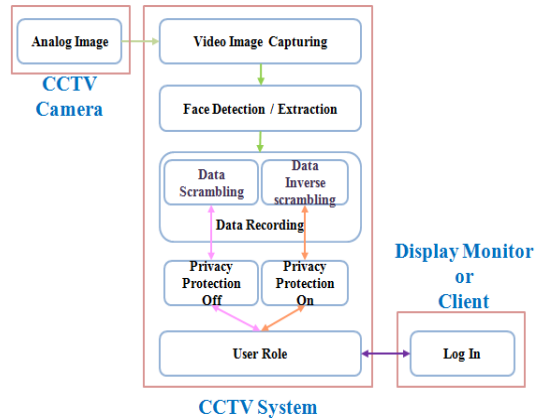 Analog Image
Video Image Capturing
CCTV
Camera
Face Detection / Extraction
Data
Scrambling
Data
Inverse
scrambling
Data Recording
Privacy
Protection
Off
Privacy
Protection
On
Display Monitor
or
Client
User Role
Log In
CCTV System